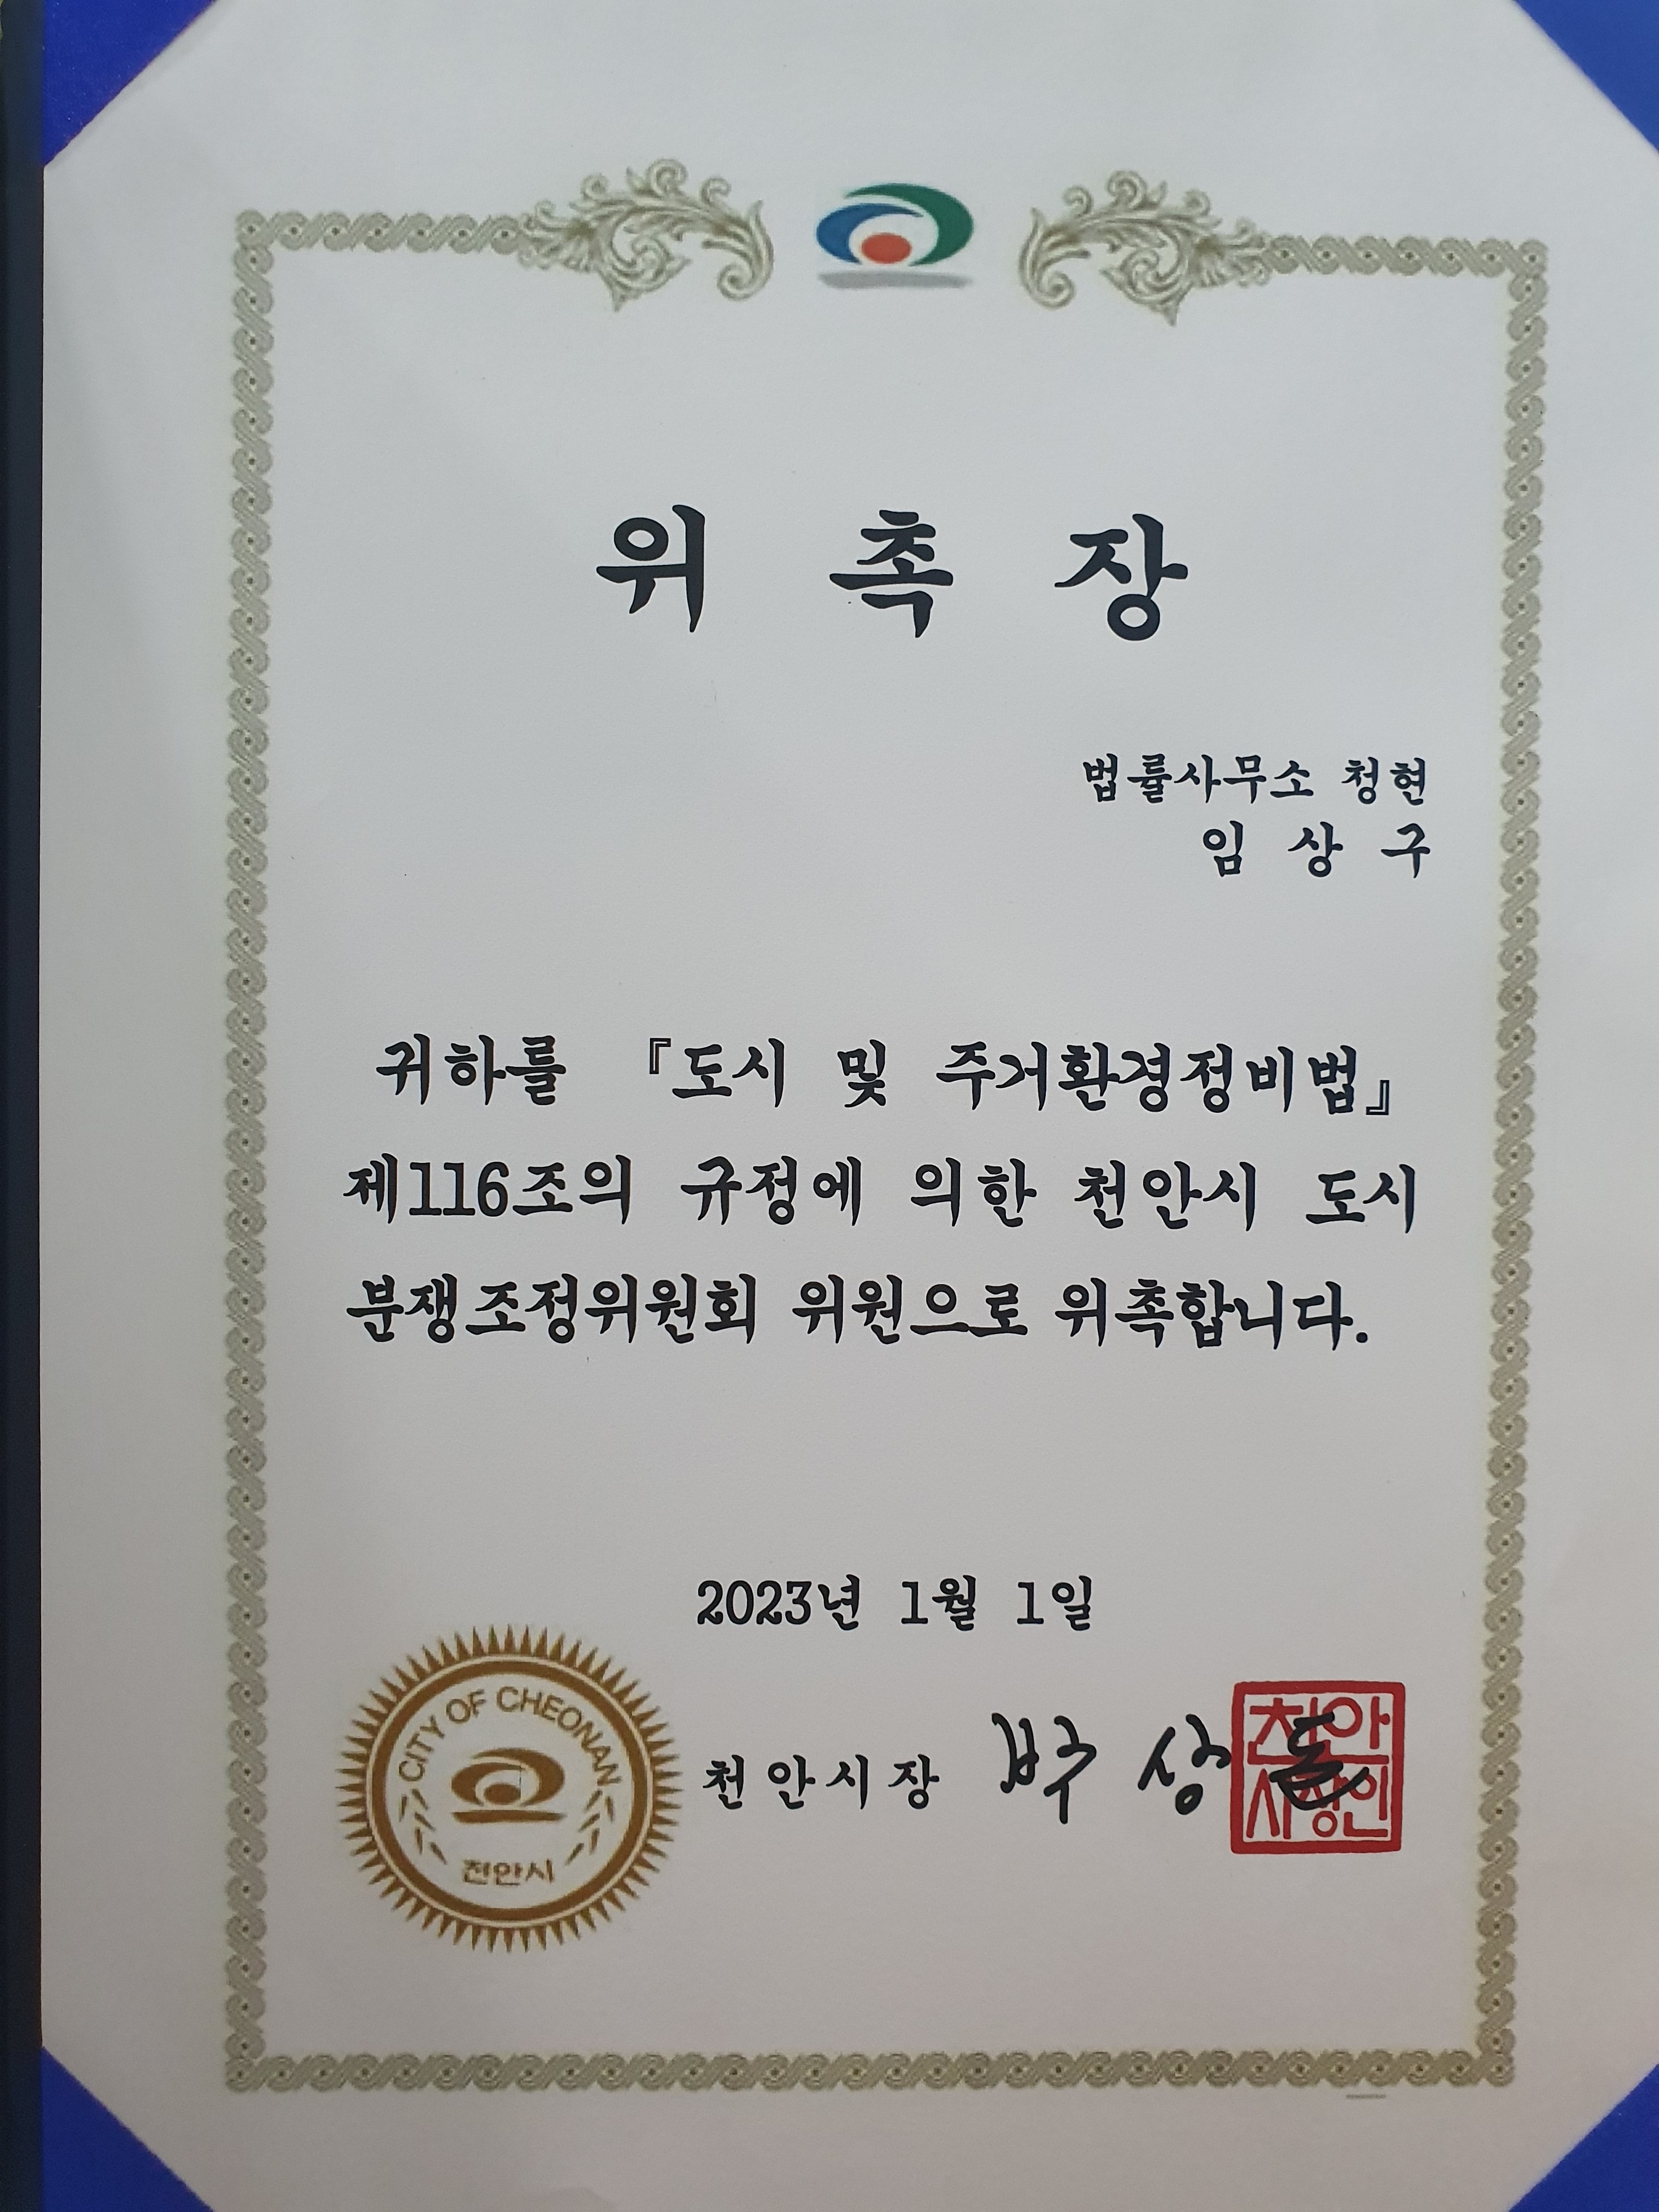 위 촉 장
법률사무소 청현
임 상 구
귀하를 『도시 및 주거환경정비법』
제116조의 규정에 의한 천안시 도시
분쟁조정위원회 위원으로 위촉합니다.
2023년 1월 1일
CITY OF CHEONAN
천안시
천안시장 박 상 돈
천안
시장인